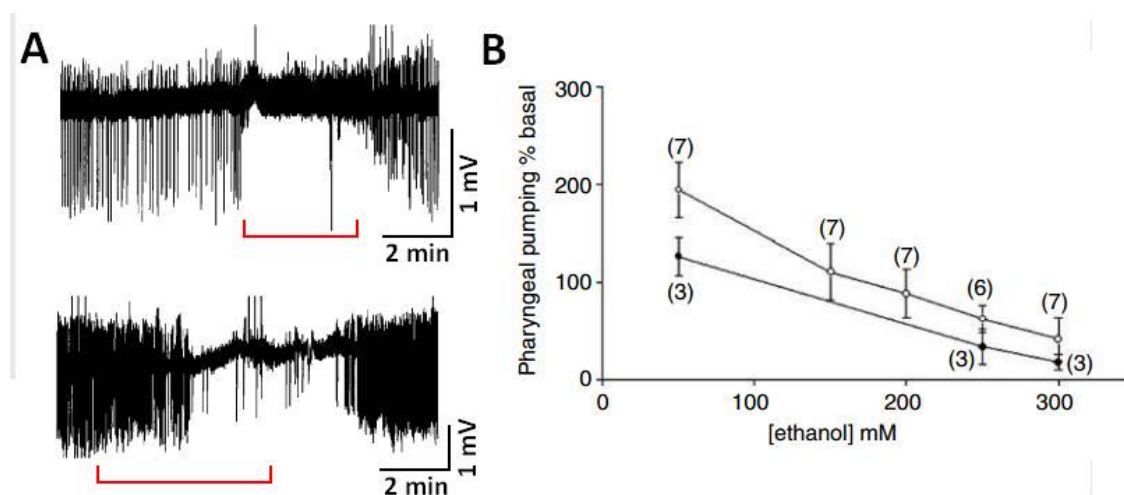 A
1 mV
2 min
1 mV
2 min
B
Pharyngeal pumping % basal
300
200
100
0
(7)
(7)
(7)
(6)
(7)
(3)
(3)
(3)
0
100
200
300
[ethanol] mM